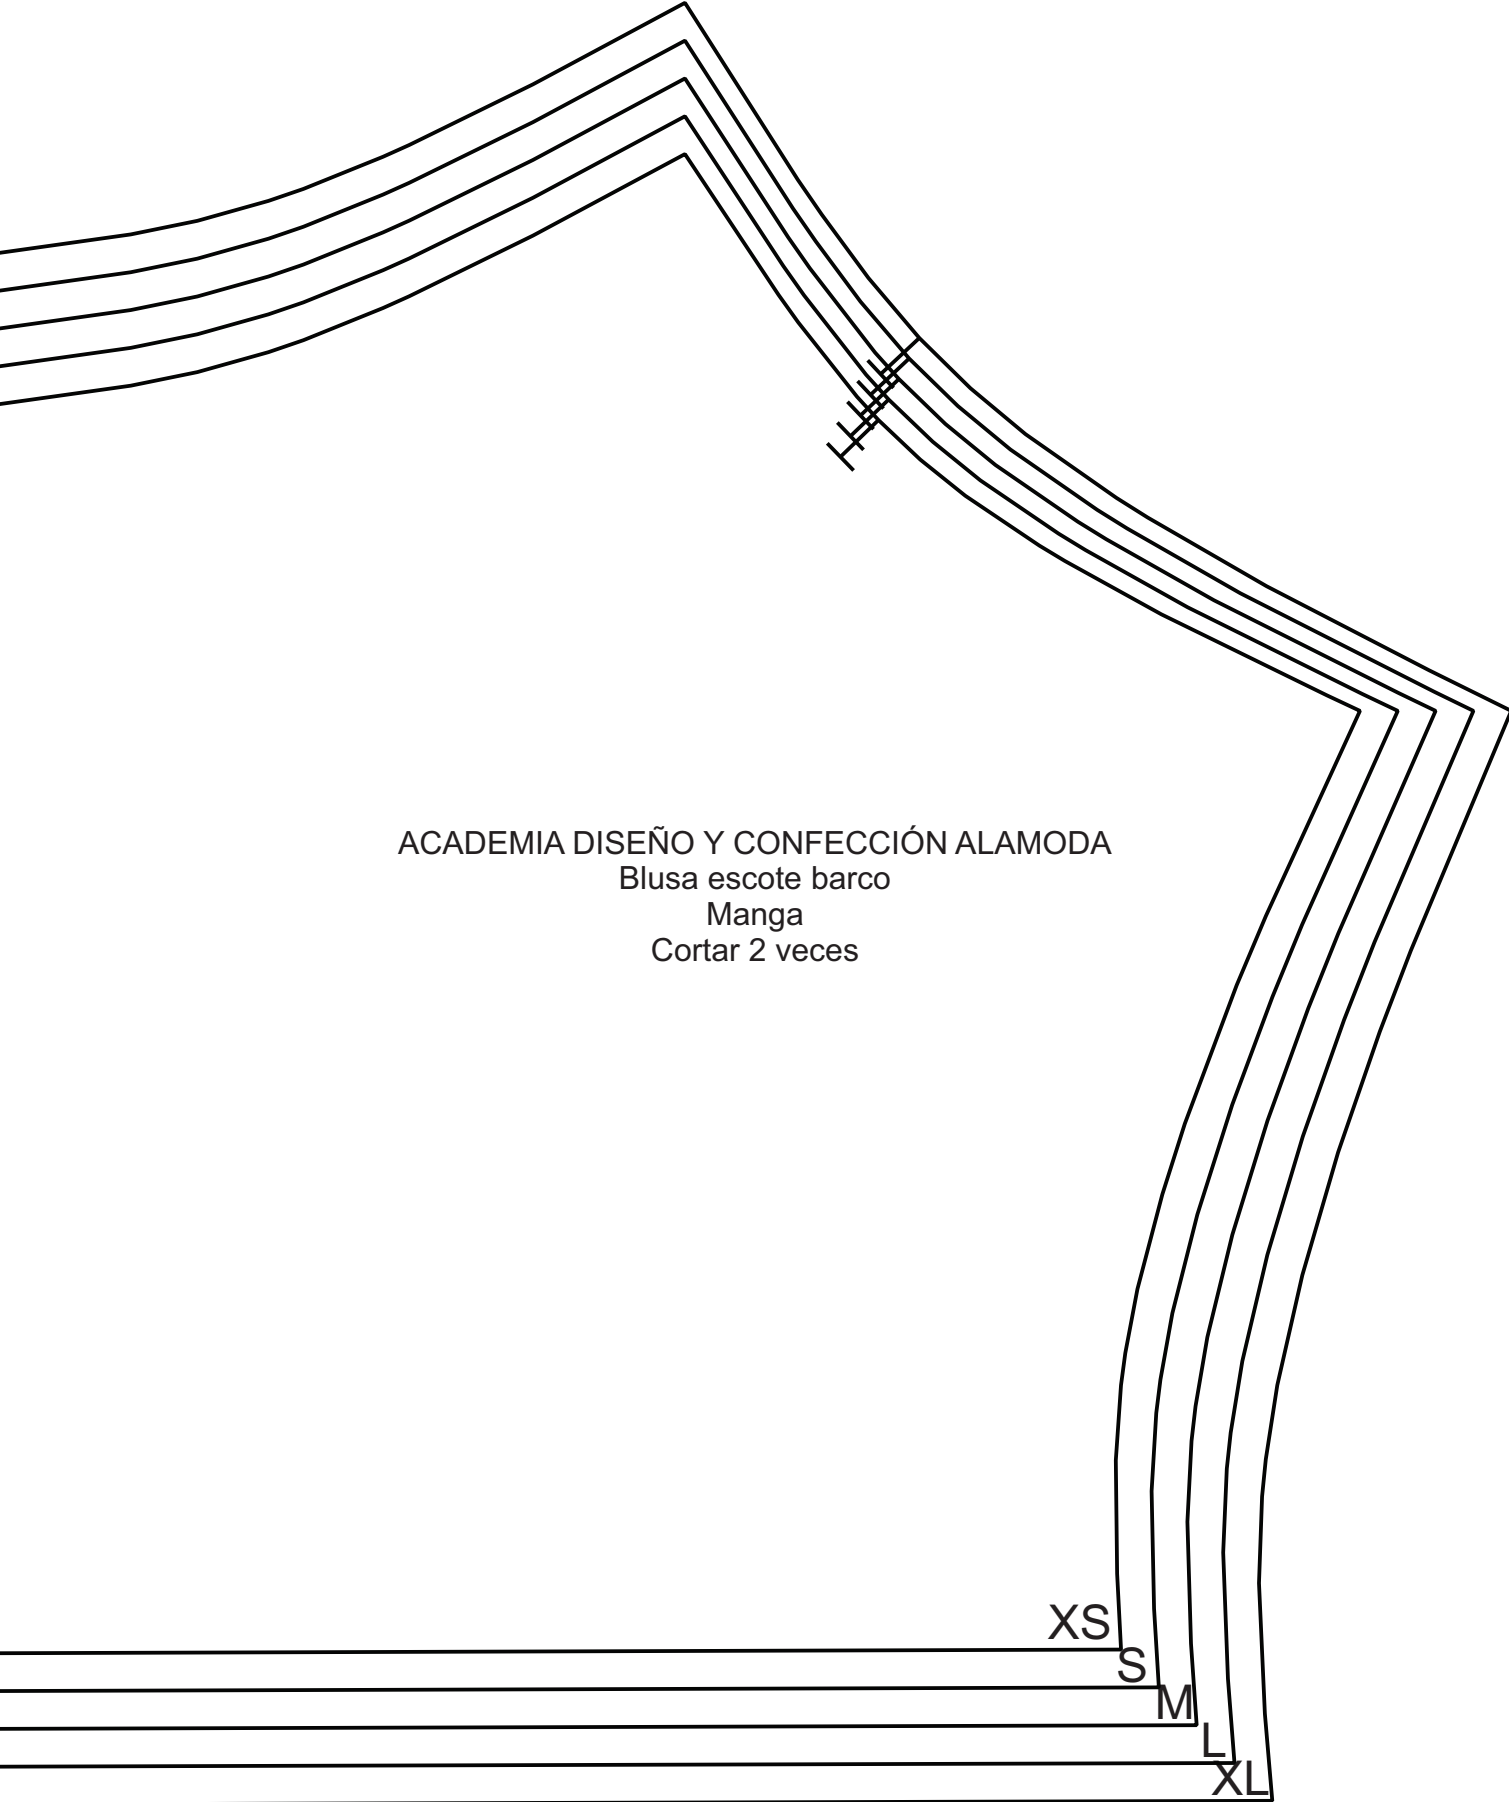 ACADEMIA DISEÑO Y CONFECCIÓN ALAMODA
Blusa escote barco
Manga
Cortar 2 veces
XS
S
M
L
XL